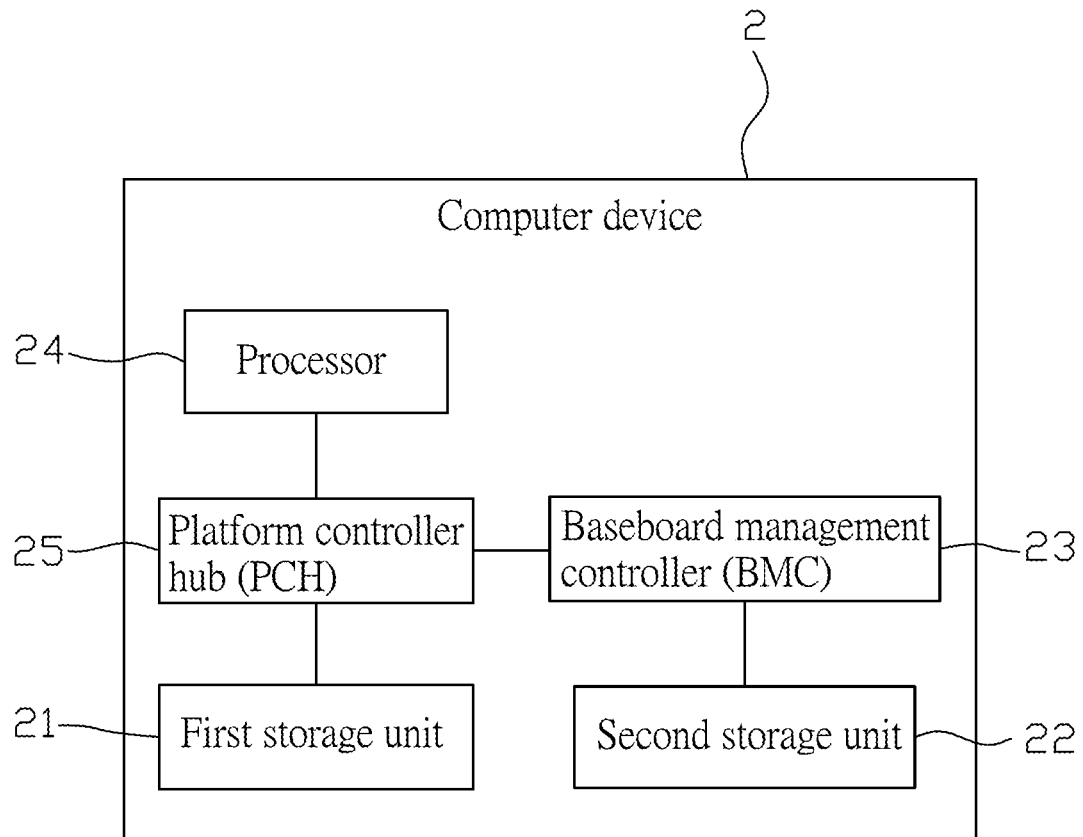 2
Computer device
24
Processor
25
Platform controller
hub (PCH)
Baseboard management
controller (BMC)
23
21
First storage unit
Second storage unit
22